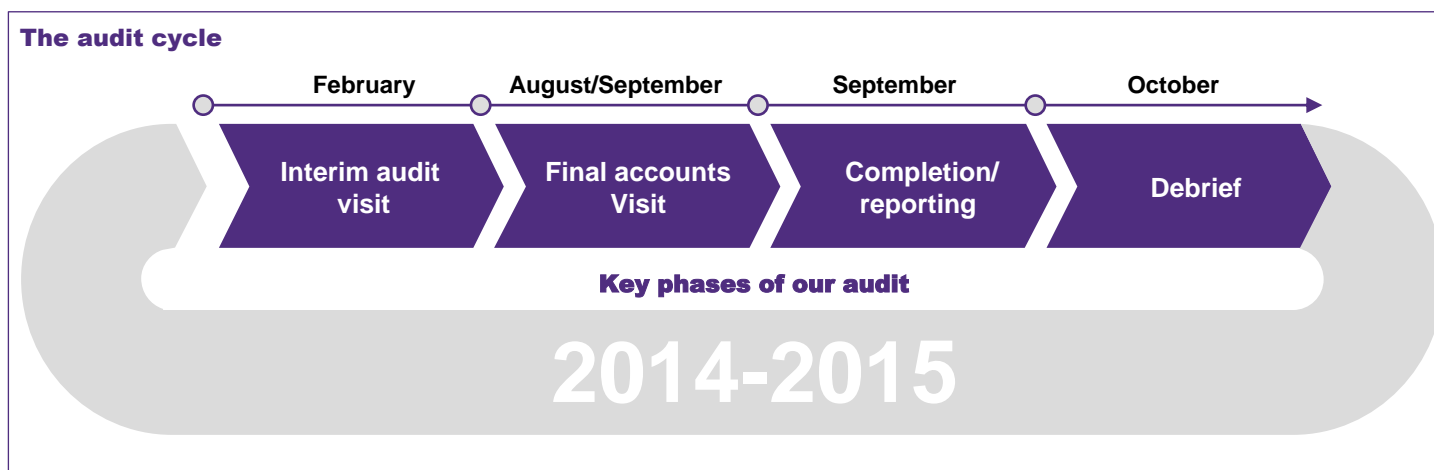 The audit cycle
February
August/September
September
October
Interim audit
visit
Final accounts
Visit
Completion/
reporting
Debrief
Key phases of our audit
2014-2015